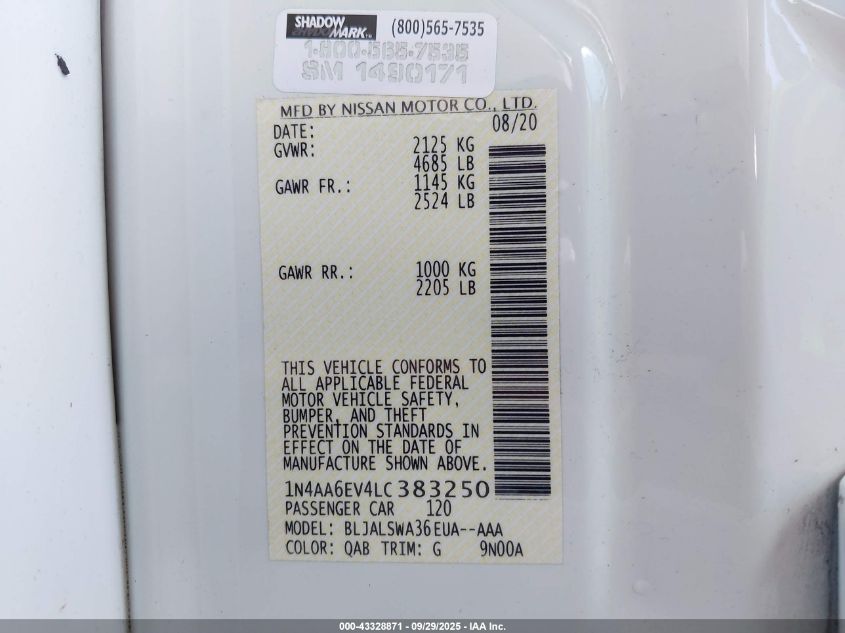 SHADOW
MARK
(800)565-7535
1-800-565-7535
SM 1490171
MFD BY NISSAN MOTOR CO., LTD.
DATE: 08/20
GVWR: 2125 KG
4685 LB
GAWR FR.: 1145 KG
2524 LB
GAWR RR.: 1000 KG
2205 LB
THIS VEHICLE CONFORMS TO
ALL APPLICABLE FEDERAL
MOTOR VEHICLE SAFETY,
BUMPER, AND THEFT
PREVENTION STANDARDS IN
EFFECT ON THE DATE OF
MANUFACTURE SHOWN ABOVE.
1N4AA6EV4LC383250
PASSENGER CAR 120
MODEL: BLJALSWA36EUA--AAA
COLOR: QAB TRIM: G 9N00A
000-43328871 | 09/29/2025 - IAA Inc.